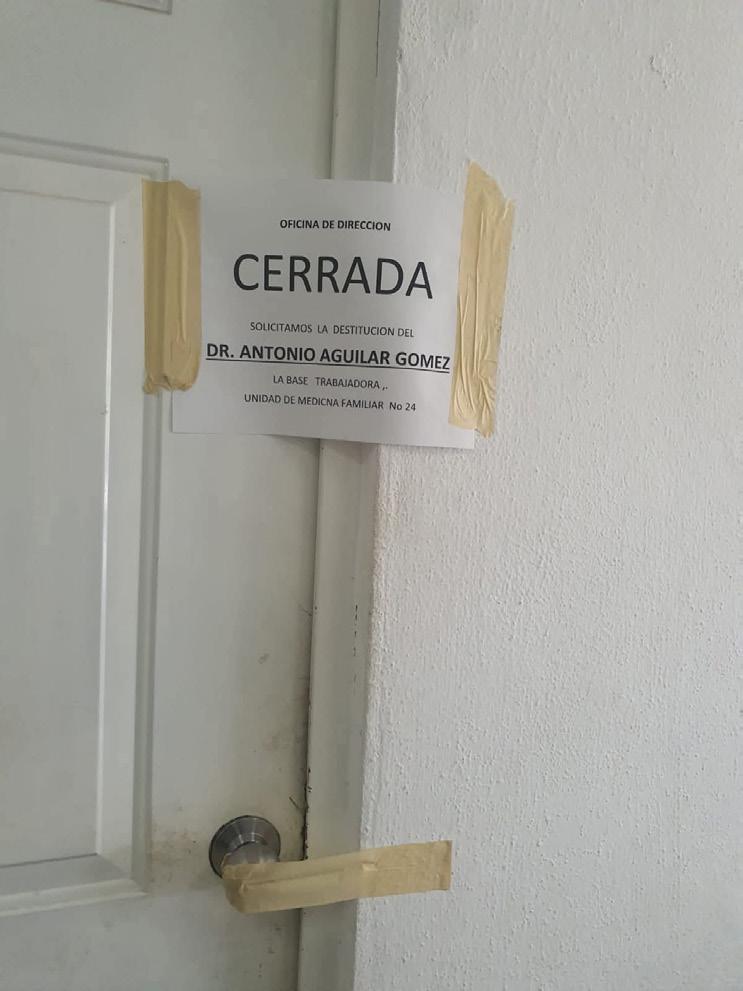 OFICINA DE DIRECCION
CERRADA
SOLICITAMOS LA DESTITUCION DEL
DR. ANTONIO AGUILAR GOMEZ
LA BASE TRABAJADORA ,.
UNIDAD DE MEDICNA FAMILIAR No 24